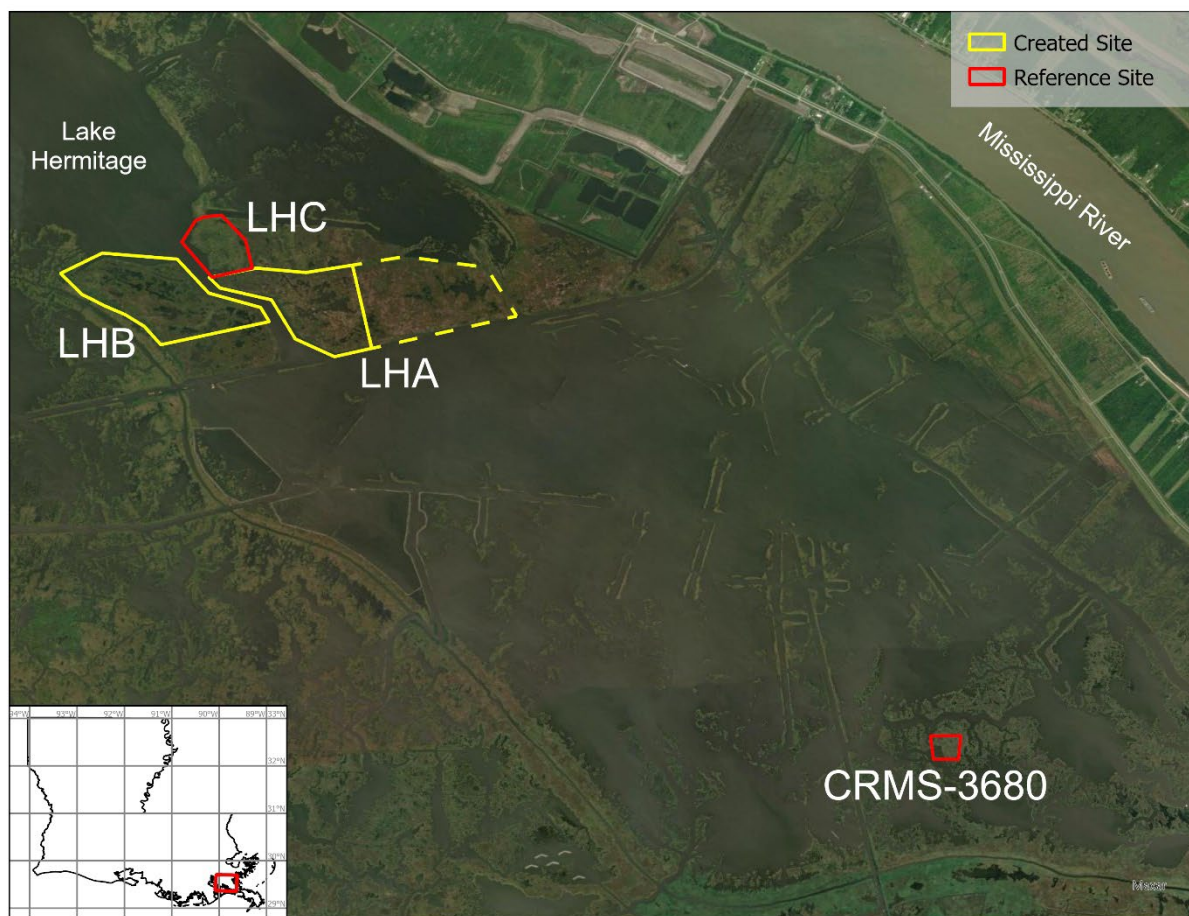 Created Site
Reference Site
Lake
Hermitage
Mississippi River
LHC
LHB
LHA
CRMS-3680
94°W 93°W 92°W 91°W 90°W 89°W 33°N
32°N
31°N
30°N
29°N
Maxar